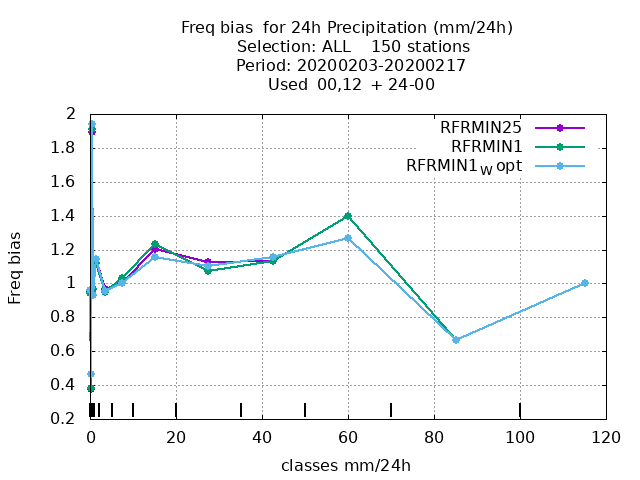 Freq bias  for 24h Precipitation (mm/24h)
Selection: ALL    150 stations
Period: 20200203-20200217
Used  00,12  + 24-00
RFRMIN25
RFRMIN1
RFRMIN1W opt
Freq bias
2
1.8
1.6
1.4
1.2
1
0.8
0.6
0.4
0.2
0 20 40 60 80 100 120
classes mm/24h